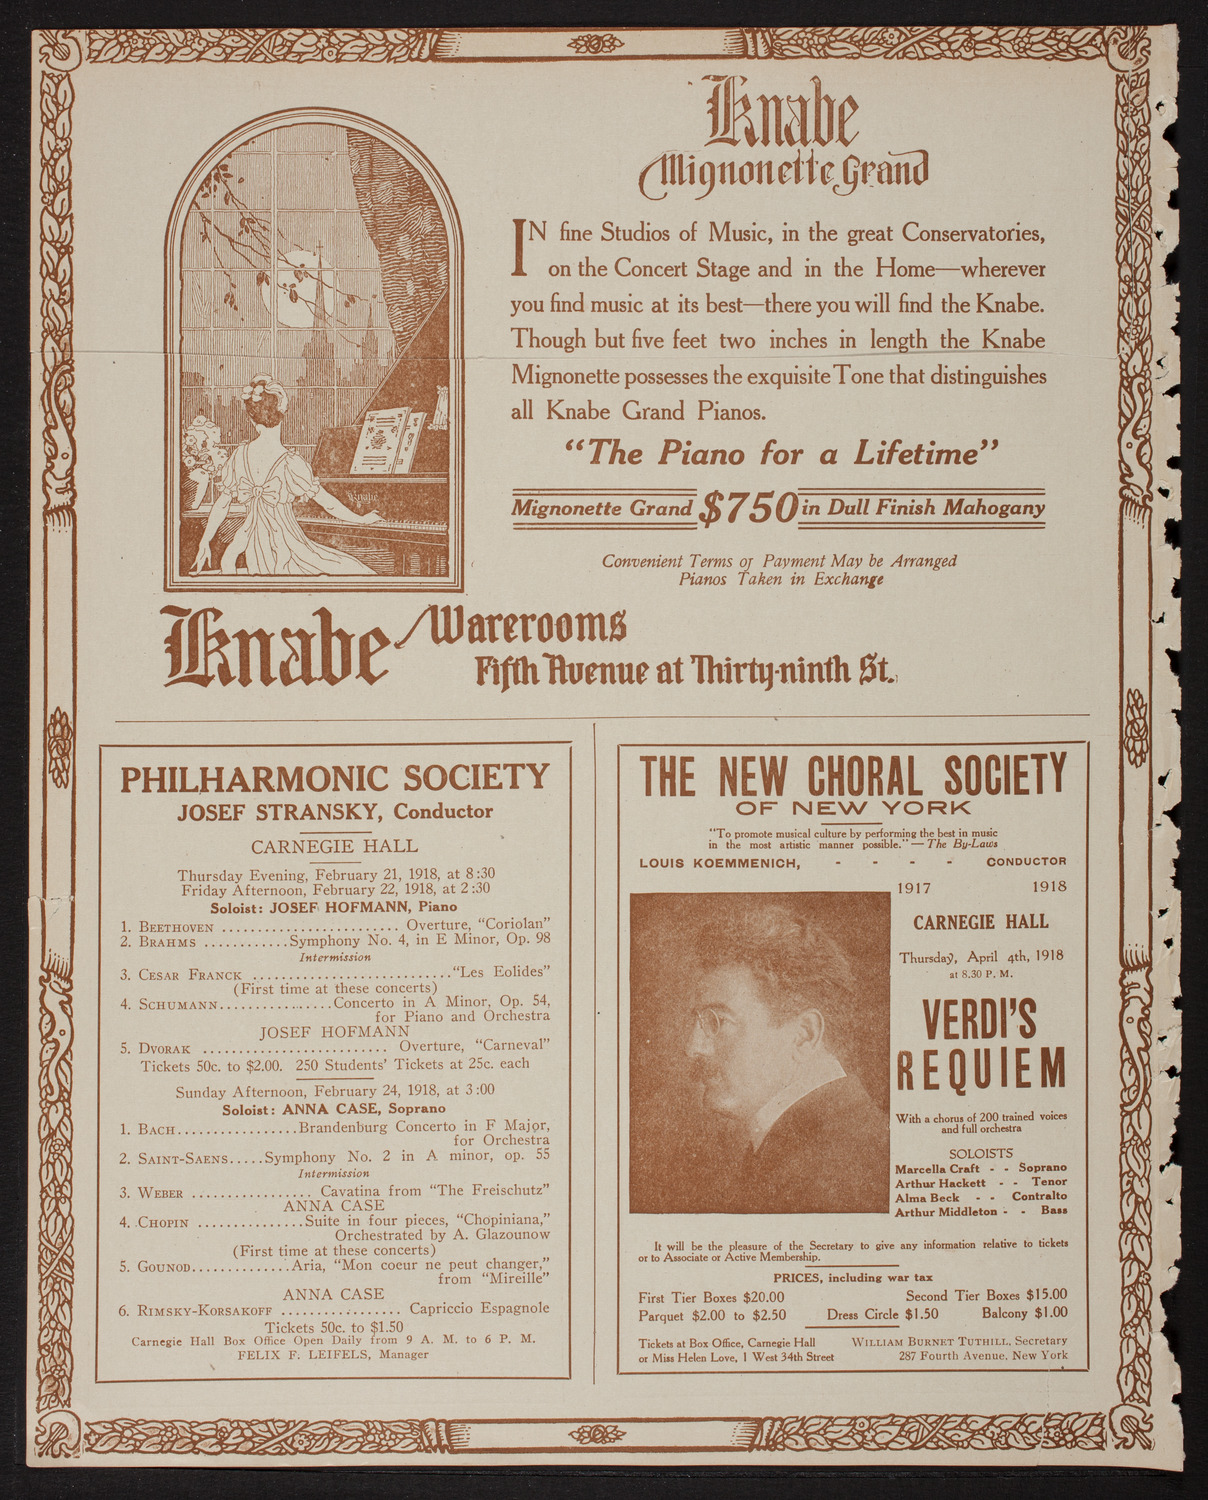 Knabe
Mignonette Grand
IN fine Studios of Music, in the great Conservatories,
on the Concert Stage and in the Home—wherever
you find music at its best—there you will find the Knabe.
Though but five feet two inches in length the Knabe
Mignonette possesses the exquisite Tone that distinguishes
all Knabe Grand Pianos.
"The Piano for a Lifetime"
Mignonette Grand $750 in Dull Finish Mahogany
Convenient Terms of Payment May be Arranged
Pianos Taken in Exchange
Knabe
Knabe Warerooms
Fifth Avenue at Thirty-ninth St.
PHILHARMONIC SOCIETY
JOSEF STRANSKY, Conductor
CARNEGIE HALL
Thursday Evening, February 21, 1918, at 8:30
Friday Afternoon, February 22, 1918, at 2:30
Soloist: JOSEF HOFMANN, Piano
1. BEETHOVEN ........................ Overture, "Coriolan"
2. BRAHMS ............Symphony No. 4, in E Minor, Op. 98
Intermission
3. CESAR FRANCK ..........................."Les Eolides"
(First time at these concerts)
4. SCHUMANN................Concerto in A Minor, Op. 54,
for Piano and Orchestra
JOSEF HOFMANN
5. DVORAK ......................... Overture, "Carneval"
Tickets 50c. to $2.00. 250 Students' Tickets at 25c. each
Sunday Afternoon, February 24, 1918, at 3:00
Soloist: ANNA CASE, Soprano
1. BACH................Brandenburg Concerto in F Major,
for Orchestra
2. SAINT-SAENS.....Symphony No. 2 in A minor, op. 55
Intermission
3. WEBER ................ Cavatina from "The Freischutz"
ANNA CASE
4. CHOPIN ..............Suite in four pieces, "Chopiniana,"
Orchestrated by A. Glazounow
(First time at these concerts)
5. GOUNOD..............Aria, "Mon coeur ne peut changer,"
from "Mireille"
ANNA CASE
6. RIMSKY-KORSAKOFF ................ Capriccio Espagnole
Tickets 50c. to $1.50
Carnegie Hall Box Office Open Daily from 9 A. M. to 6 P. M.
FELIX F. LEIFELS, Manager
THE NEW CHORAL SOCIETY
OF NEW YORK
"To promote musical culture by performing the best in music
in the most artistic manner possible."—The By-Laws
LOUIS KOEMMENICH, - - - - CONDUCTOR
1917 1918
CARNEGIE HALL
Thursday, April 4th, 1918
at 8.30 P. M.
VERDI'S
REQUIEM
With a chorus of 200 trained voices
and full orchestra
SOLOISTS
Marcella Craft - - Soprano
Arthur Hackett - - Tenor
Alma Beck - - Contralto
Arthur Middleton - - Bass
It will be the pleasure of the Secretary to give any information relative to tickets
or to Associate or Active Membership.
PRICES, including war tax
First Tier Boxes $20.00 Second Tier Boxes $15.00
Parquet $2.00 to $2.50 Dress Circle $1.50 Balcony $1.00
Tickets at Box Office, Carnegie Hall WILLIAM BURNET TUTHILL, Secretary
or Miss Helen Love, 1 West 34th Street 287 Fourth Avenue, New York